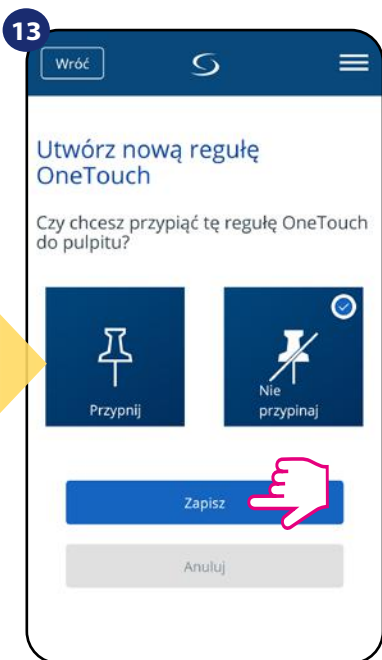 13
Wróć
Utwórz nową regułę
OneTouch
Czy chcesz przypiąć tę regułę OneTouch
do pulpitu?
Przypnij
Nie
przypinaj
Zapisz
Anuluj